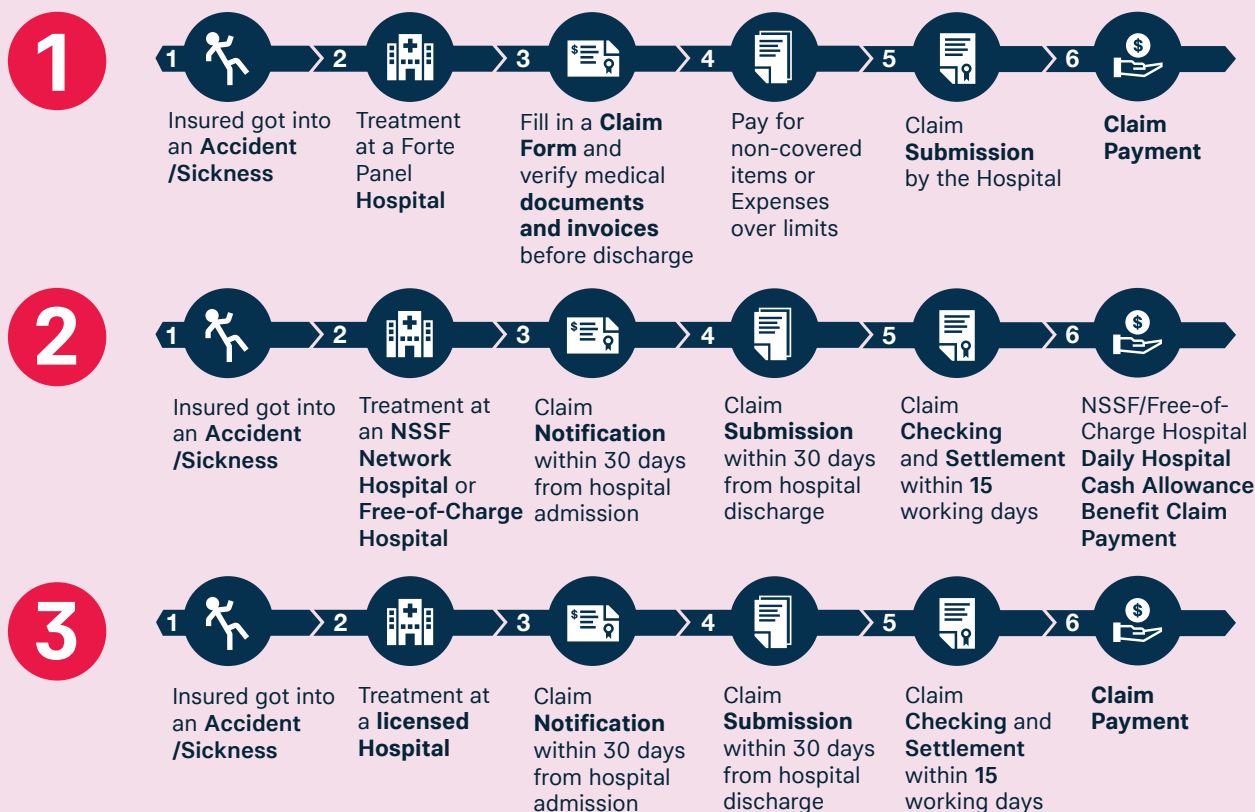 1
1
2
3
4
5
6
Insured got into
an Accident
/Sickness
Treatment
at a Forte
Panel
Hospital
Fill in a Claim
Form and
verify medical
documents
and invoices
before discharge
Pay for
non-covered
items or
Expenses
over limits
Claim
Submission
by the Hospital
Claim
Payment
2
1
2
3
4
5
6
Insured got into
an Accident
/Sickness
Treatment at
an NSSF
Network
Hospital or
Free-of-Charge
Hospital
Claim
Notification
within 30 days
from hospital
admission
Claim
Submission
within 30 days
from hospital
discharge
Claim
Checking
and Settlement
within 15
working days
NSSF/Free-of-
Charge Hospital
Daily Hospital
Cash Allowance
Benefit Claim
Payment
3
1
2
3
4
5
6
Insured got into
an Accident
/Sickness
Treatment at
a licensed
Hospital
Claim
Notification
within 30 days
from hospital
admission
Claim
Submission
within 30 days
from hospital
discharge
Claim
Checking and
Settlement
within 15
working days
Claim
Payment